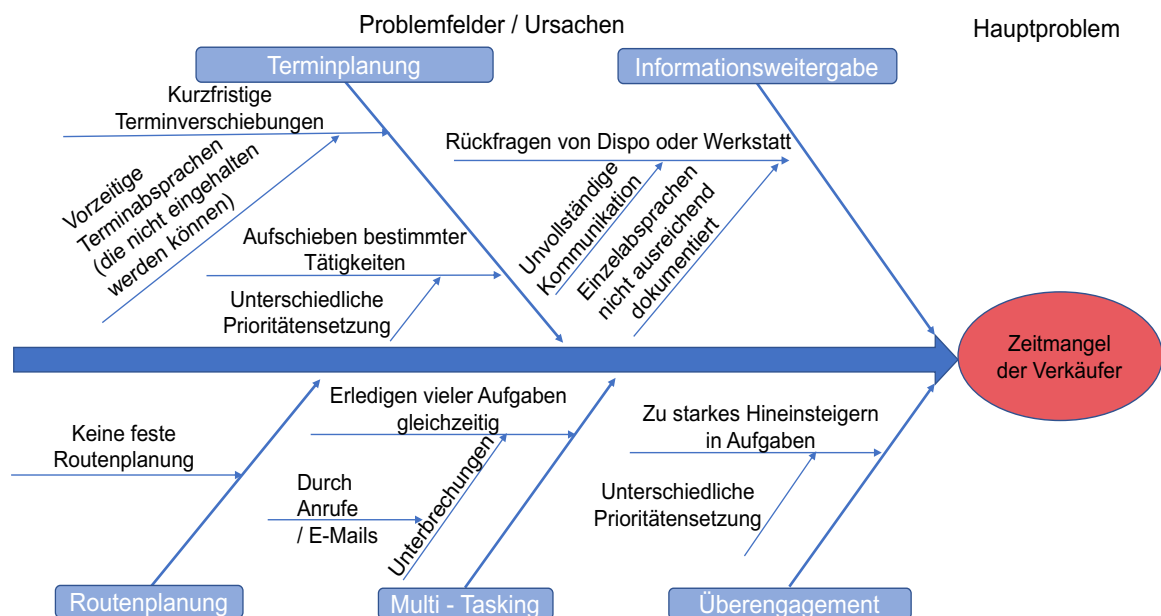 Problemfelder / Ursachen
Hauptproblem
Terminplanung
Informationsweitergabe
Kurzfristige
Terminverschiebungen
Vorzeitige
Terminabsprachen
(die nicht eingehalten
werden können)
Aufschieben bestimmter
Tätigkeiten
Unterschiedliche
Prioritätensetzung
Rückfragen von Dispo oder Werkstatt
Unvollständige
Kommunikation
Einzelabsprachen
nicht ausreichend
dokumentiert
Zeitmangel
der Verkäufer
Keine feste
Routenplanung
Erledigen vieler Aufgaben
gleichzeitig
Durch
Anrufe
/ E-Mails
Unterbrechungen
Zu starkes Hineinsteigern
in Aufgaben
Unterschiedliche
Prioritätensetzung
Routenplanung
Multi - Tasking
Überengagement